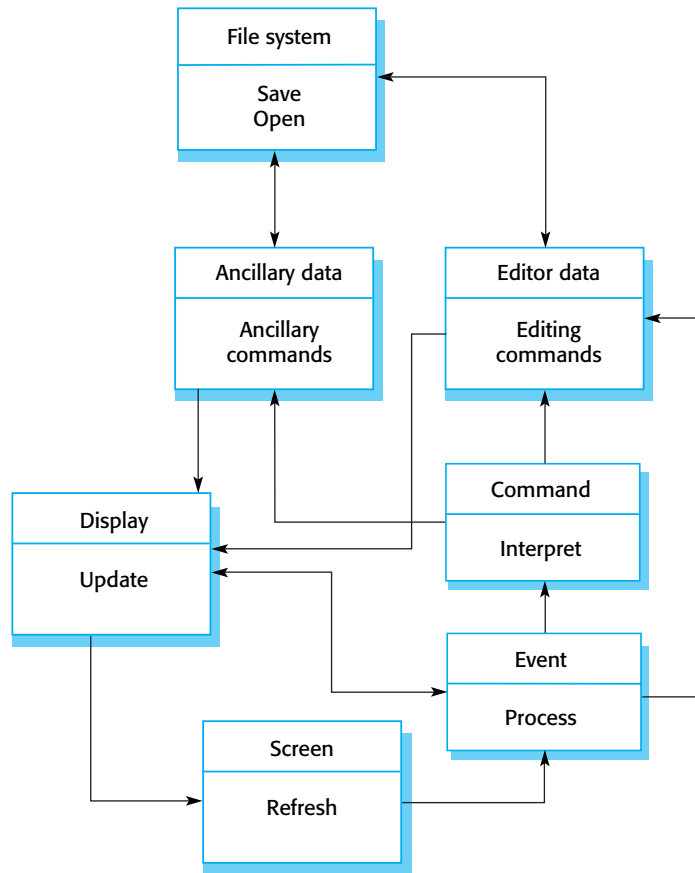 File system
Save
Open
Ancillary data
Ancillary
commands
Editor data
Editing
commands
Command
Interpret
Display
Update
Event
Process
Screen
Refresh